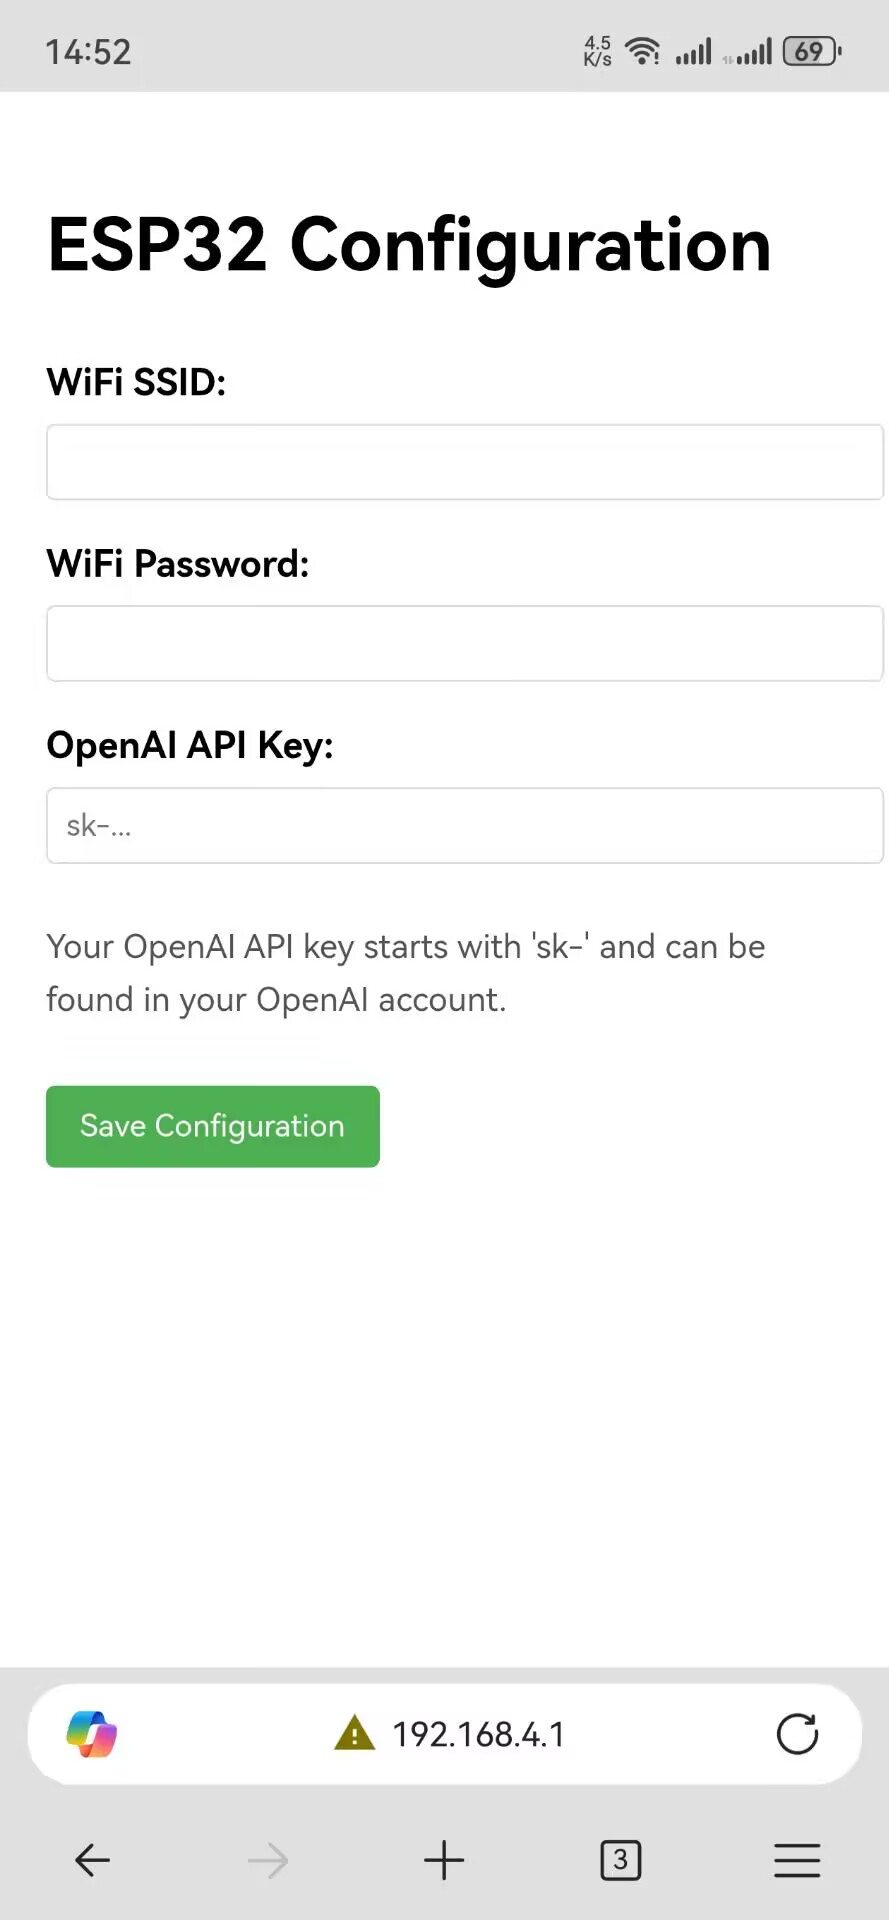 14:52
4.5
K/s
69
ESP32 Configuration
WiFi SSID:
WiFi Password:
OpenAI API Key:
sk-...
Your OpenAI API key starts with 'sk-' and can be
found in your OpenAI account.
Save Configuration
192.168.4.1
3